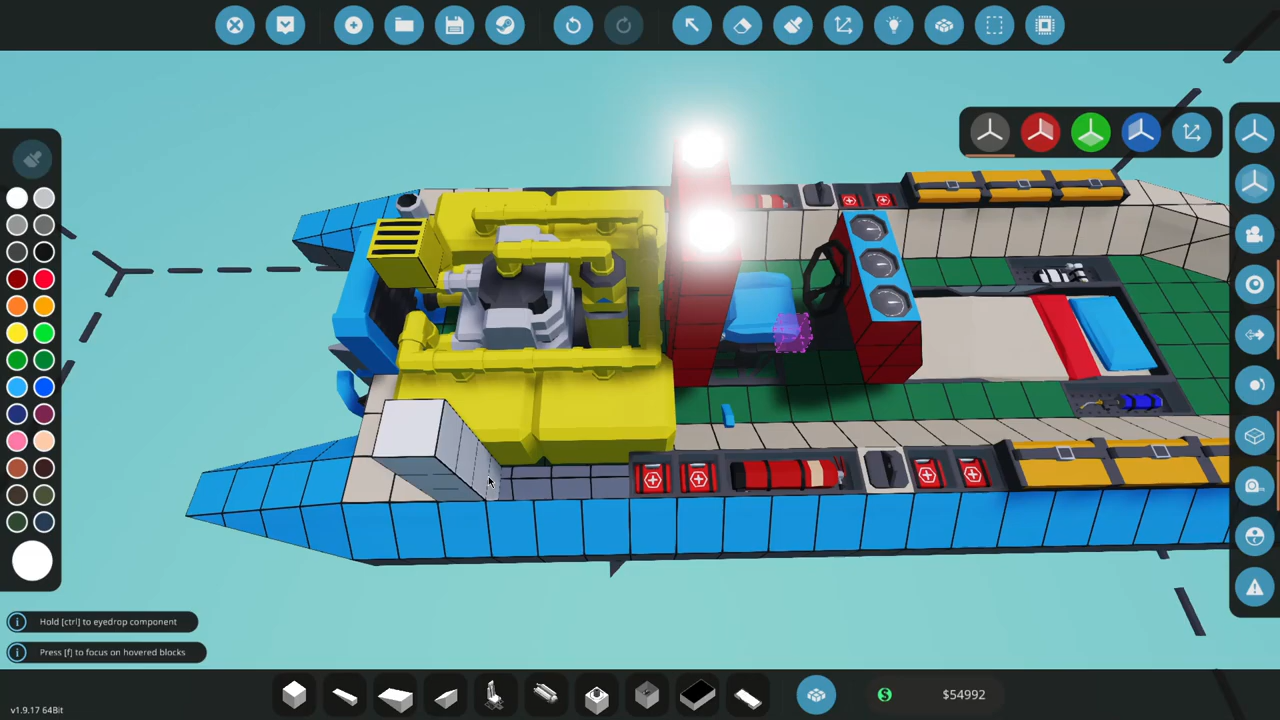 Hold [ctrl] to eyedrop component
Press [f] to focus on hovered blocks
v1.9.17 64Bit
$54992